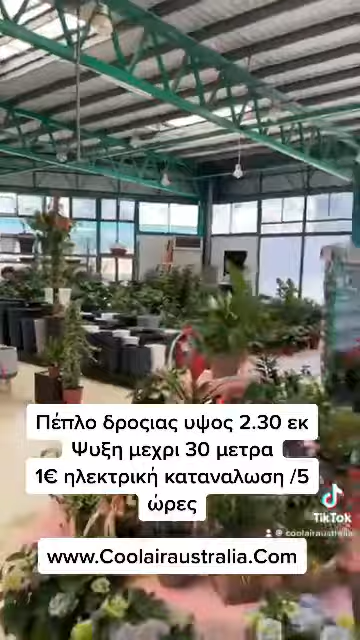 Πέπλο δροςιας υψος 2.30 εκ
Ψυξη μεχρι 30 μετρα
1€ ηλεκτρική καταναλωση /5
ώρες
TikTok
@ coolairaustralia
www.Coolairaustralia.Com